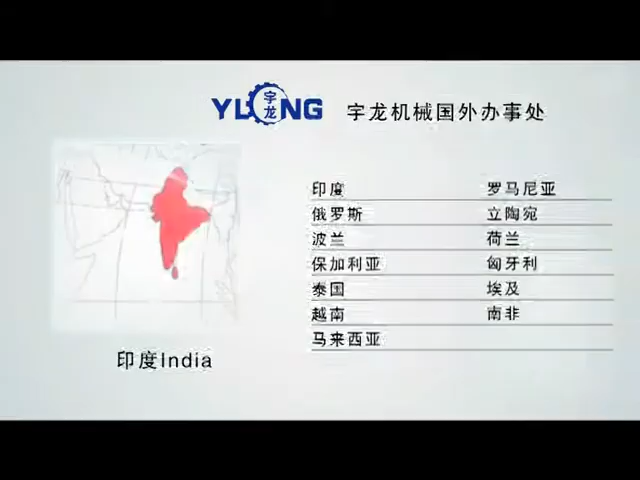 YLONG 宇龙机械国外办事处
宇龙
印度 罗马尼亚
俄罗斯 立陶宛
波兰 荷兰
保加利亚 匈牙利
泰国 埃及
越南 南非
马来西亚
印度India